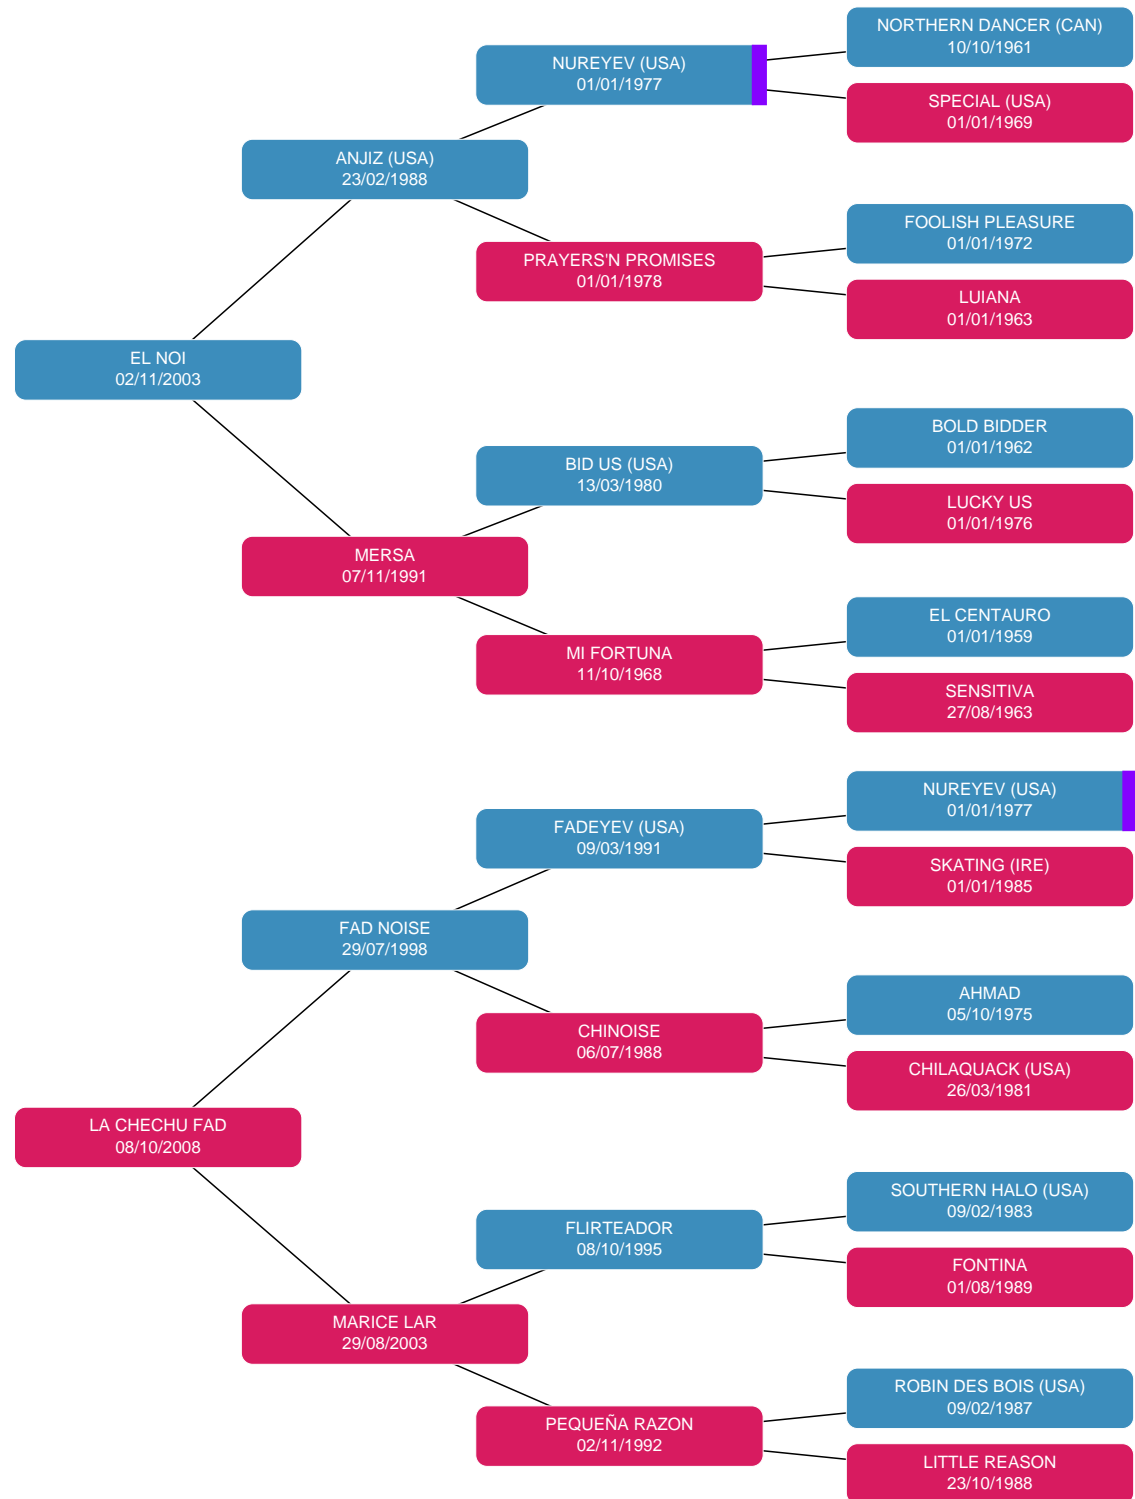 NORTHERN DANCER (CAN)
10/10/1961
NUREYEV (USA)
01/01/1977
SPECIAL (USA)
01/01/1969
ANJIZ (USA)
23/02/1988
FOOLISH PLEASURE
01/01/1972
PRAYERS'N PROMISES
01/01/1978
LUIANA
01/01/1963
EL NOI
02/11/2003
BOLD BIDDER
01/01/1962
BID US (USA)
13/03/1980
LUCKY US
01/01/1976
MERSA
07/11/1991
EL CENTAURO
01/01/1959
MI FORTUNA
11/10/1968
SENSITIVA
27/08/1963
NUREYEV (USA)
01/01/1977
FADEYEV (USA)
09/03/1991
SKATING (IRE)
01/01/1985
FAD NOISE
29/07/1998
AHMAD
05/10/1975
CHINOISE
06/07/1988
CHILAQUACK (USA)
26/03/1981
LA CHECHU FAD
08/10/2008
SOUTHERN HALO (USA)
09/02/1983
FLIRTEADOR
08/10/1995
FONTINA
01/08/1989
MARICE LAR
29/08/2003
ROBIN DES BOIS (USA)
09/02/1987
PEQUEÑA RAZON
02/11/1992
LITTLE REASON
23/10/1988